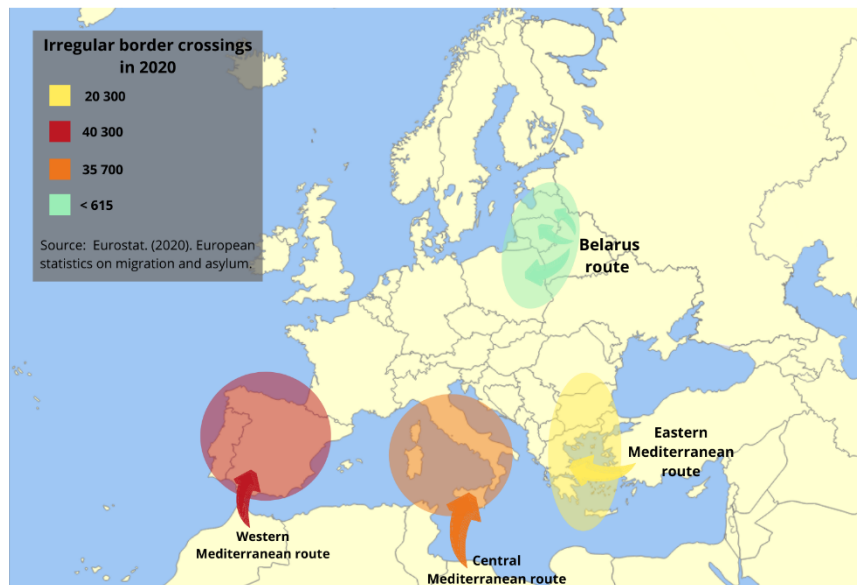 Irregular border crossings
in 2020
20 300
40 300
35 700
< 615
Source: Eurostat. (2020). European
statistics on migration and asylum.
Belarus
route
Eastern
Mediterranean
route
Western
Mediterranean route
Central
Mediterranean route